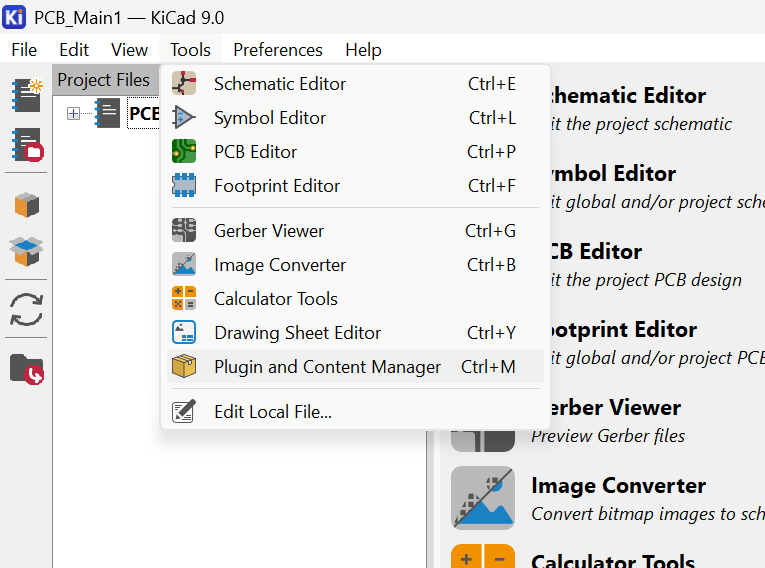 Ki PCB_Main1 — KiCad 9.0
File Edit View Tools Preferences Help
Project Files
PCB
Schematic Editor Ctrl+E
Symbol Editor Ctrl+L
PCB Editor Ctrl+P
Footprint Editor Ctrl+F
Gerber Viewer Ctrl+G
Image Converter Ctrl+B
Calculator Tools
Drawing Sheet Editor Ctrl+Y
Plugin and Content Manager Ctrl+M
Edit Local File...
hematic Editor
it the project schematic
mbol Editor
it global and/or project sche
CB Editor
it the project PCB design
otprint Editor
it global and/or project PCB
erber Viewer
Preview Gerber files
Image Converter
Convert bitmap images to sch
Calculator Tools